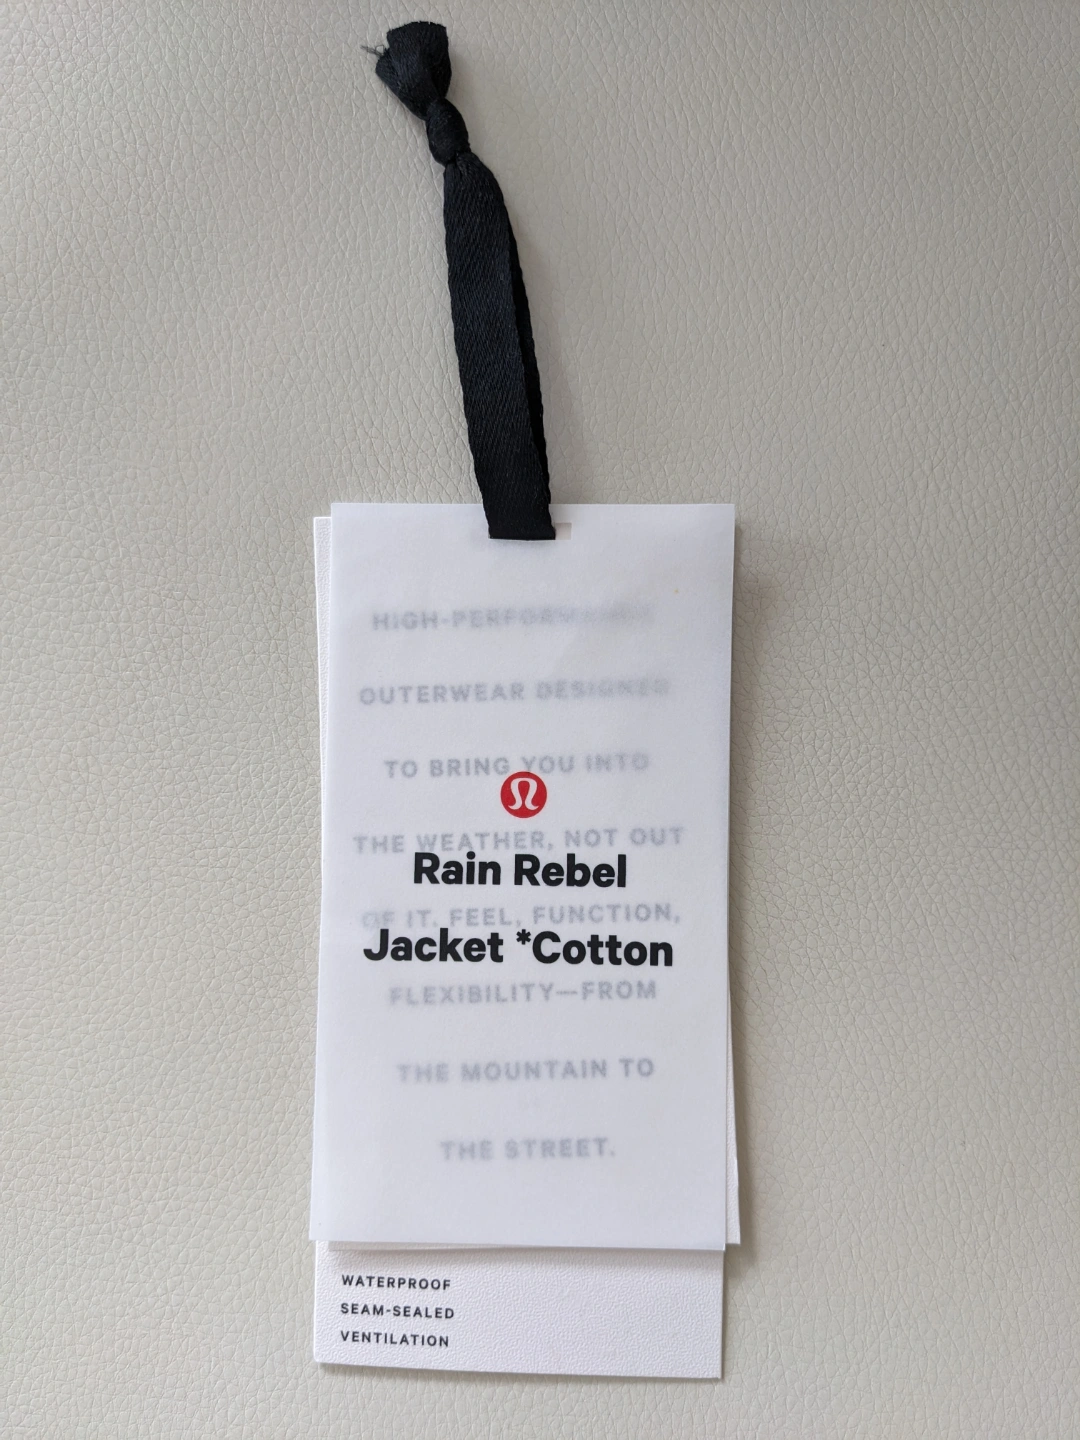 HIGH-PERFORMANCE
OUTERWEAR DESIGNED
TO BRING YOU INTO
THE WEATHER, NOT OUT
Rain Rebel
OF IT. FEEL, FUNCTION,
Jacket *Cotton
FLEXIBILITY—FROM
THE MOUNTAIN TO
THE STREET.
WATERPROOF
SEAM-SEALED
VENTILATION